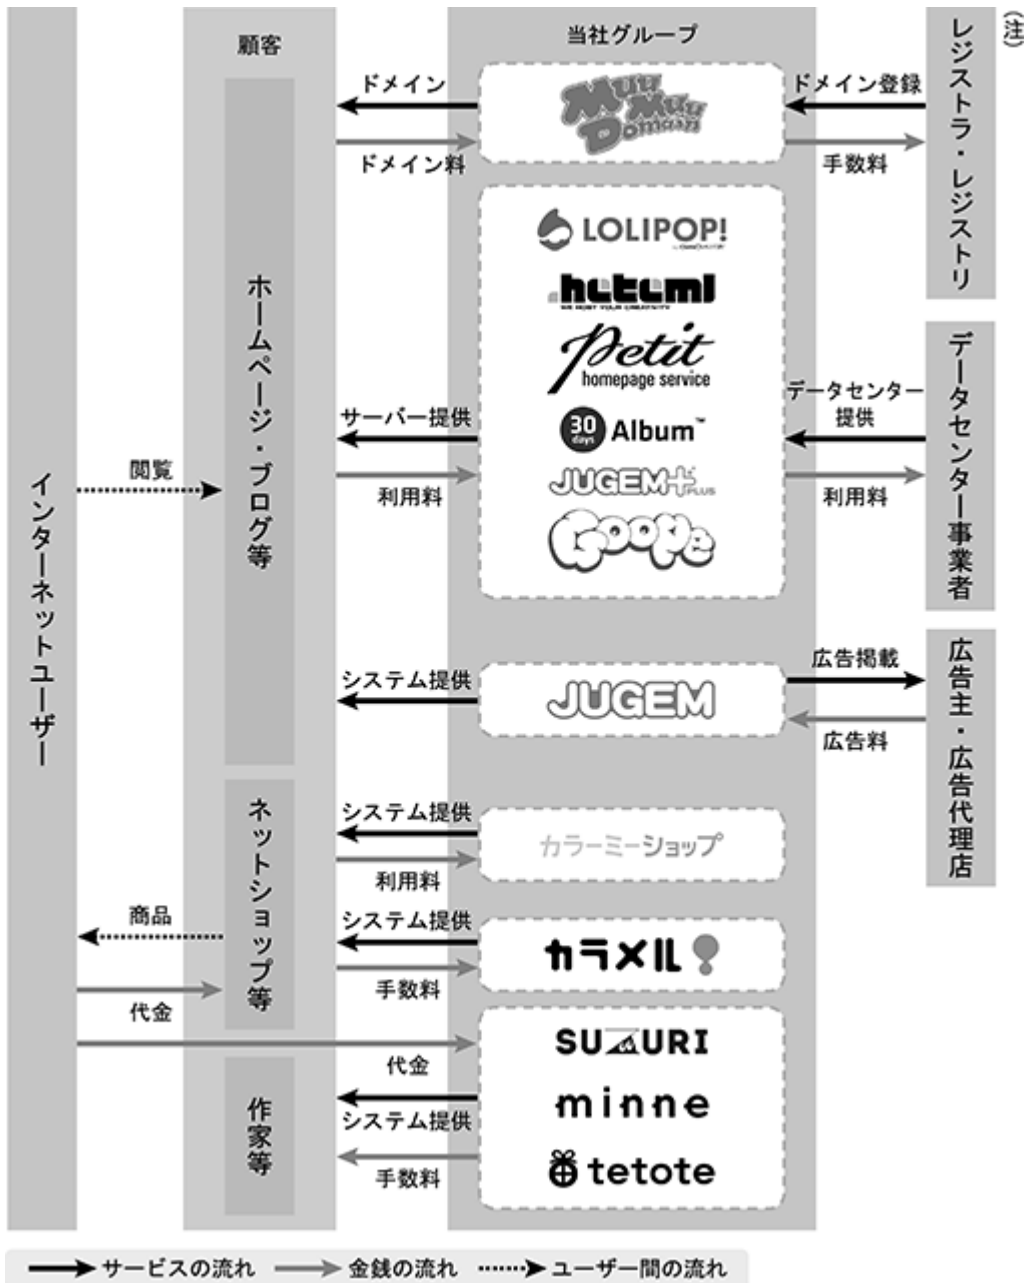 顧客
当社グループ
(注)
レジストラ・レジストリ
ドメイン
ドメイン料
MuuMuu
Domain
ドメイン登録
手数料
LOLIPOP!
heteml
WE HOST YOUR CREATIVITY
Petit
homepage service
30
days
Album™
JUGEM+
PLUS
Goope
ホームページ・ブログ等
サーバー提供
利用料
データセンター
提供
利用料
データセンター事業者
閲覧
インターネットユーザー
システム提供
JUGEM
広告掲載
広告料
広告主・広告代理店
ネットショップ等
システム提供
利用料
カラーミーショップ
商品
代金
システム提供
手数料
カラメル
代金
作家等
システム提供
手数料
SUZURI
minne
tetote
サービスの流れ
金銭の流れ
ユーザー間の流れ